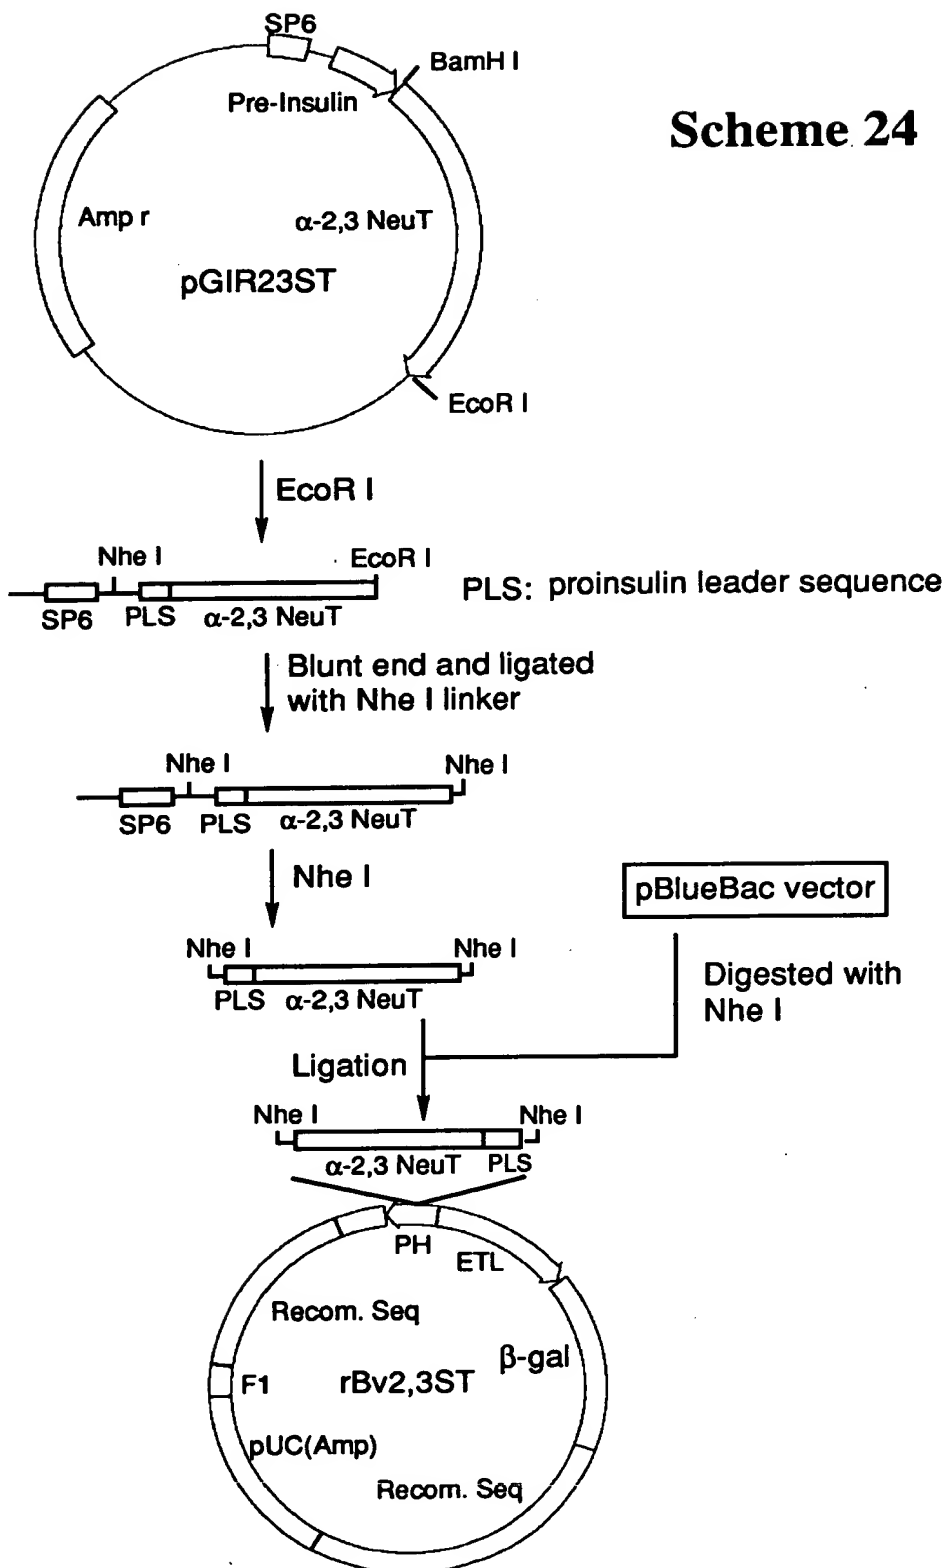 SP6
BamH I
Pre-Insulin
Scheme 24
Amp r
α-2,3 NeuT
pGIR23ST
EcoR I
EcoR I
Nhe I
EcoR I
PLS: proinsulin leader sequence
SP6
PLS
α-2,3 NeuT
Blunt end and ligated
with Nhe I linker
Nhe I
Nhe I
SP6
PLS
α-2,3 NeuT
Nhe I
pBlueBac vector
Nhe I
Nhe I
Digested with
Nhe I
PLS
α-2,3 NeuT
Ligation
Nhe I
Nhe I
α-2,3 NeuT
PLS
PH
ETL
Recom. Seq
β-gal
F1
rBv2,3ST
pUC(Amp)
Recom. Seq